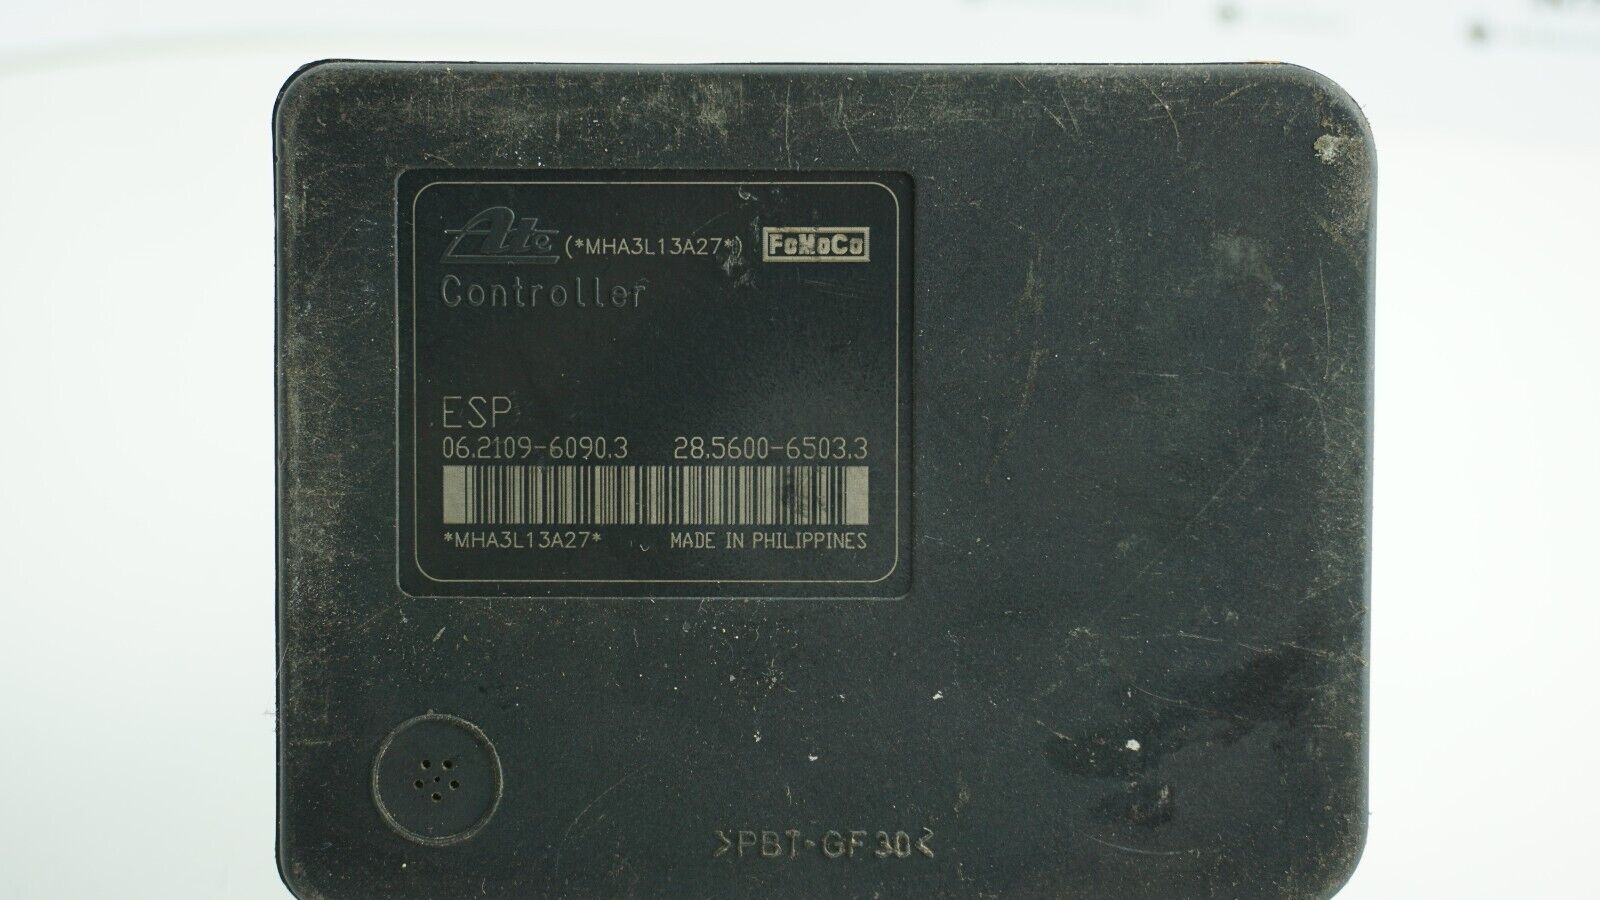 Ate (*MHA3L13A27*) FoMoCo
Controller
ESP
06.2109-6090.3 28.5600-6503.3
*MHA3L13A27* MADE IN PHILIPPINES
>PBT-GF30<